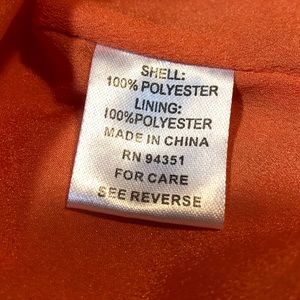 SHELL:
100% POLYESTER
LINING:
100%POLYESTER
MADE IN CHINA
RN 94351
FOR CARE
SEE REVERSE